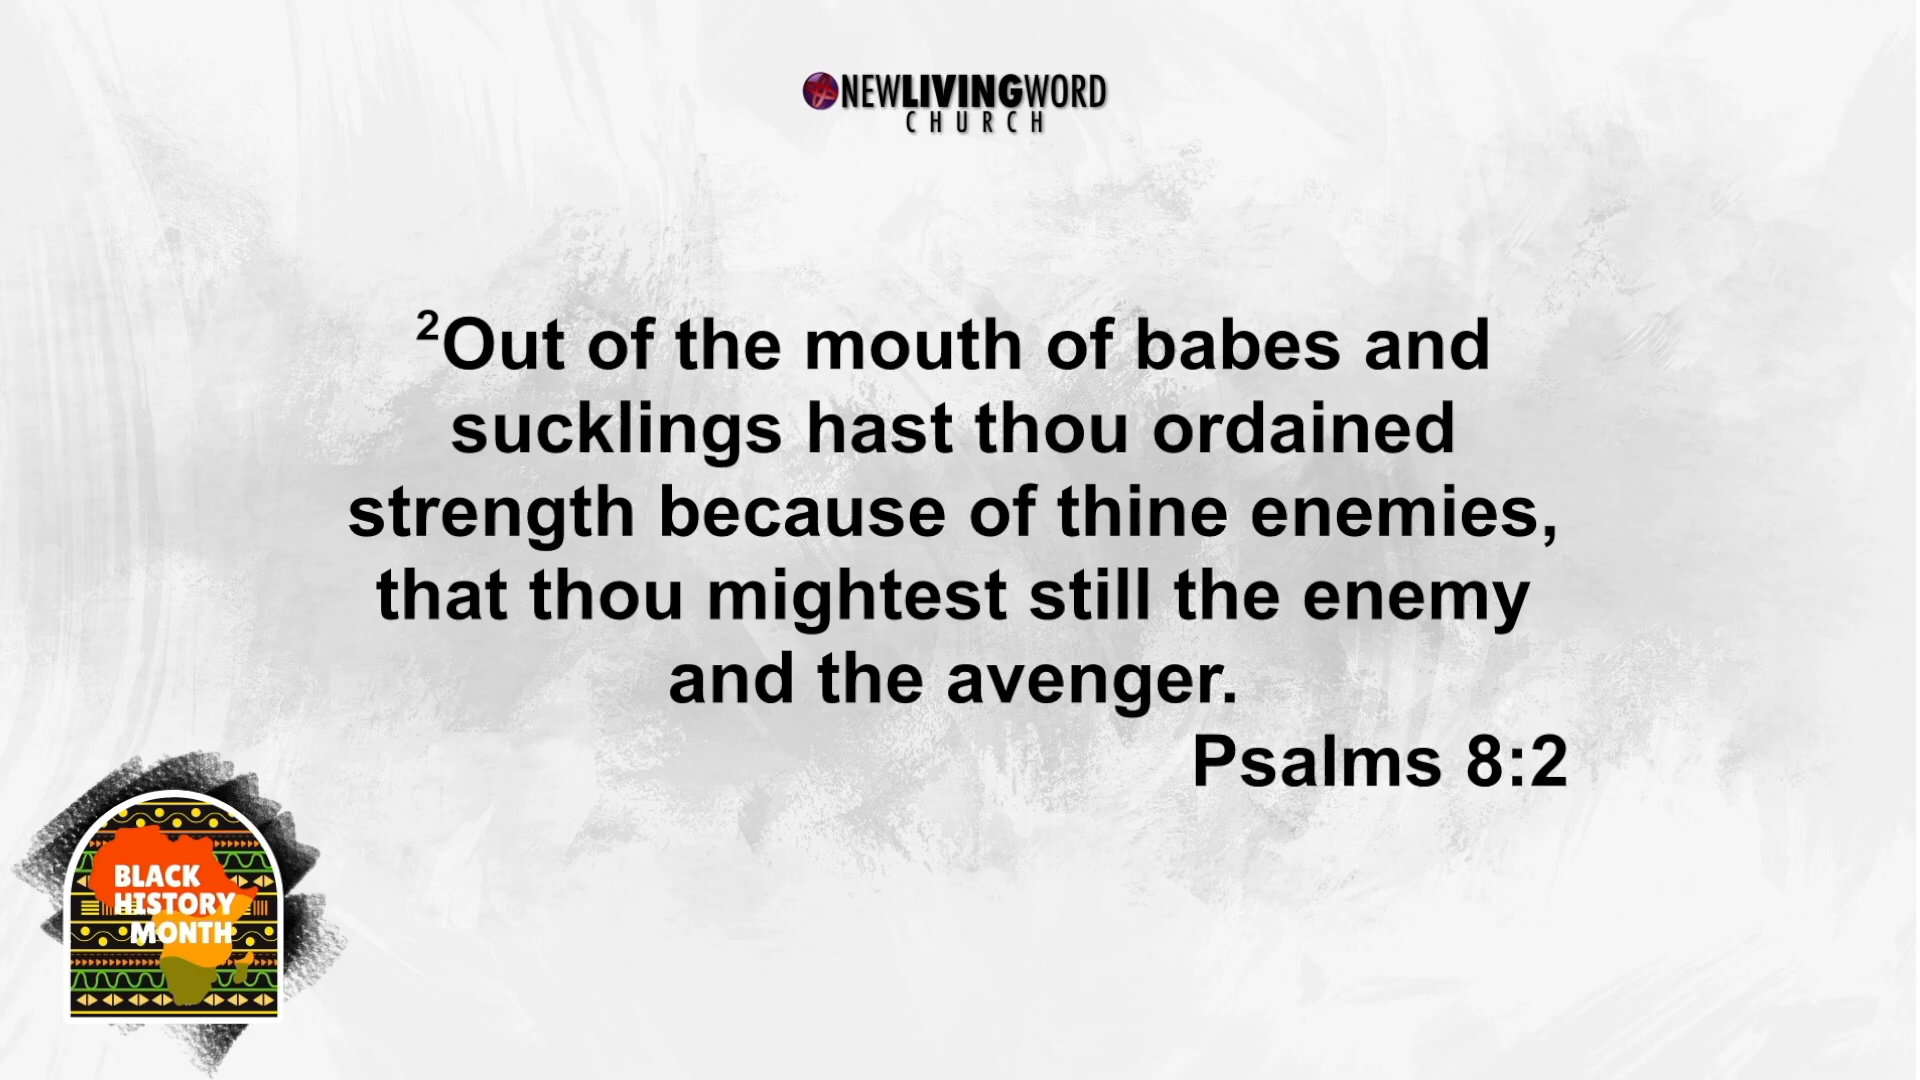 NEWLIVINGWORD
CHURCH
²Out of the mouth of babes and
sucklings hast thou ordained
strength because of thine enemies,
that thou mightest still the enemy
and the avenger.
Psalms 8:2
BLACK
HISTORY
MONTH